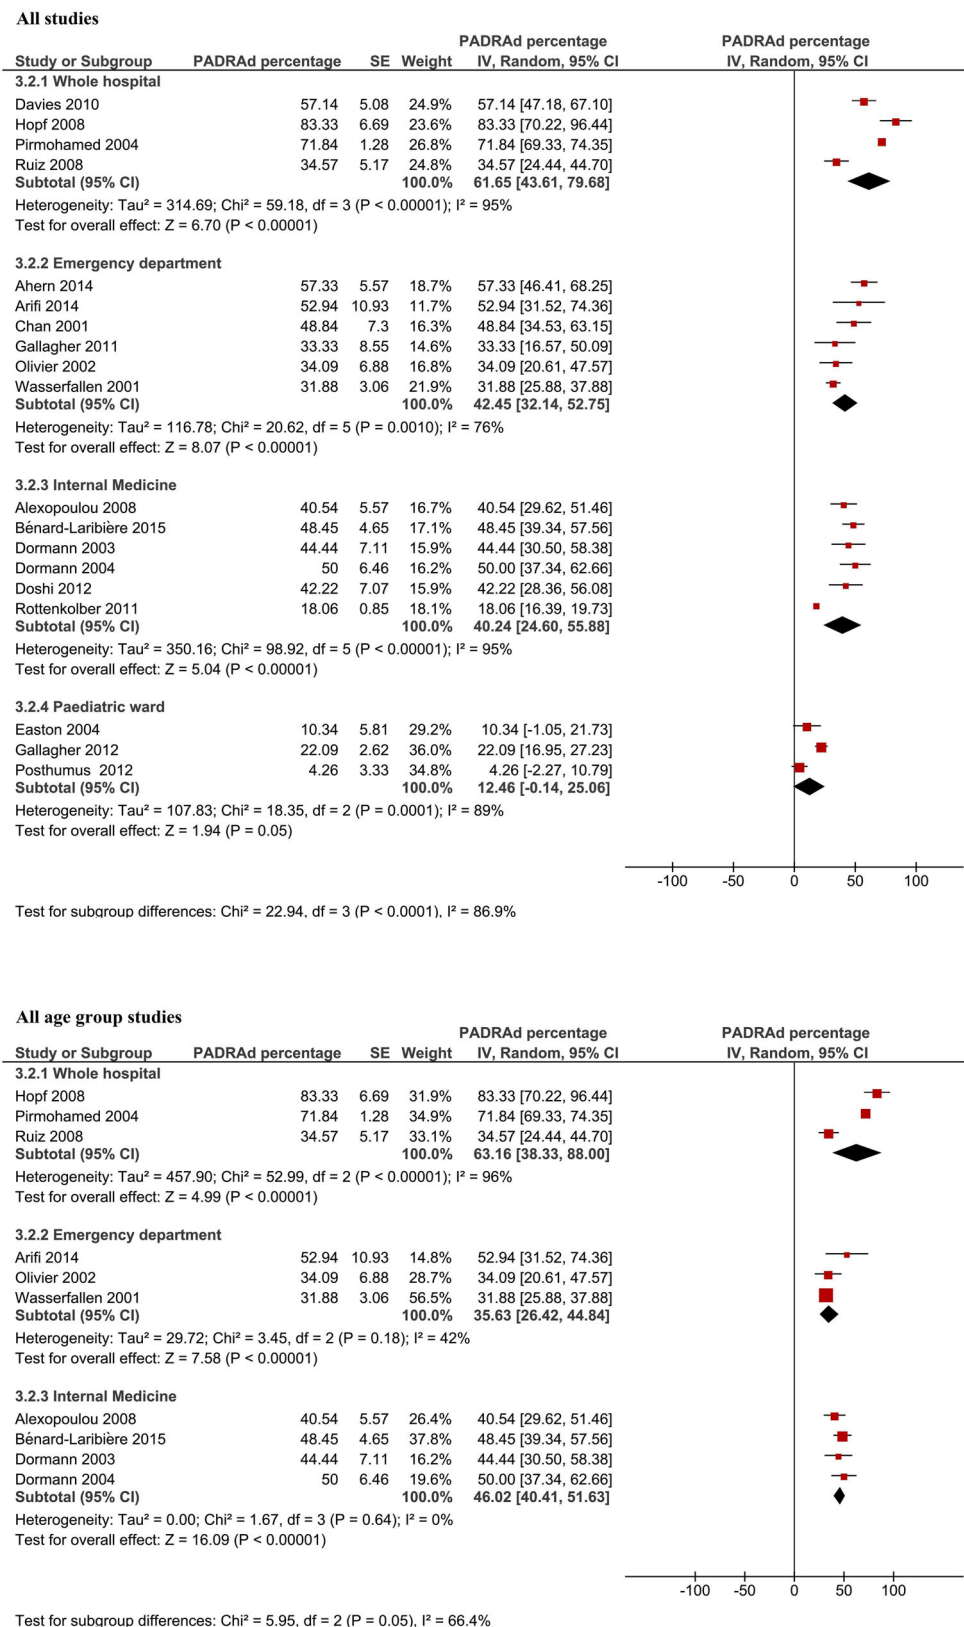 All studies
PADRAd percentage PADRAd percentage
Study or Subgroup PADRAd percentage SE Weight IV, Random, 95% CI IV, Random, 95% CI
3.2.1 Whole hospital
Davies 2010 57.14 5.08 24.9% 57.14 [47.18, 67.10]
Hopf 2008 83.33 6.69 23.6% 83.33 [70.22, 96.44]
Pirmohamed 2004 71.84 1.28 26.8% 71.84 [69.33, 74.35]
Ruiz 2008 34.57 5.17 24.8% 34.57 [24.44, 44.70]
Subtotal (95% CI) 100.0% 61.65 [43.61, 79.68]
Heterogeneity: Tau² = 314.69; Chi² = 59.18, df = 3 (P < 0.00001); I² = 95%
Test for overall effect: Z = 6.70 (P < 0.00001)
3.2.2 Emergency department
Ahern 2014 57.33 5.57 18.7% 57.33 [46.41, 68.25]
Arifi 2014 52.94 10.93 11.7% 52.94 [31.52, 74.36]
Chan 2001 48.84 7.3 16.3% 48.84 [34.53, 63.15]
Gallagher 2011 33.33 8.55 14.6% 33.33 [16.57, 50.09]
Olivier 2002 34.09 6.88 16.8% 34.09 [20.61, 47.57]
Wasserfallen 2001 31.88 3.06 21.9% 31.88 [25.88, 37.88]
Subtotal (95% CI) 100.0% 42.45 [32.14, 52.75]
Heterogeneity: Tau² = 116.78; Chi² = 20.62, df = 5 (P = 0.0010); I² = 76%
Test for overall effect: Z = 8.07 (P < 0.00001)
3.2.3 Internal Medicine
Alexopoulou 2008 40.54 5.57 16.7% 40.54 [29.62, 51.46]
Bénard-Laribière 2015 48.45 4.65 17.1% 48.45 [39.34, 57.56]
Dormann 2003 44.44 7.11 15.9% 44.44 [30.50, 58.38]
Dormann 2004 50 6.46 16.2% 50.00 [37.34, 62.66]
Doshi 2012 42.22 7.07 15.9% 42.22 [28.36, 56.08]
Rottenkolber 2011 18.06 0.85 18.1% 18.06 [16.39, 19.73]
Subtotal (95% CI) 100.0% 40.24 [24.60, 55.88]
Heterogeneity: Tau² = 350.16; Chi² = 98.92, df = 5 (P < 0.00001); I² = 95%
Test for overall effect: Z = 5.04 (P < 0.00001)
3.2.4 Paediatric ward
Easton 2004 10.34 5.81 29.2% 10.34 [-1.05, 21.73]
Gallagher 2012 22.09 2.62 36.0% 22.09 [16.95, 27.23]
Posthumus 2012 4.26 3.33 34.8% 4.26 [-2.27, 10.79]
Subtotal (95% CI) 100.0% 12.46 [-0.14, 25.06]
Heterogeneity: Tau² = 107.83; Chi² = 18.35, df = 2 (P = 0.0001); I² = 89%
Test for overall effect: Z = 1.94 (P = 0.05)
-100 -50 0 50 100
Test for subgroup differences: Chi² = 22.94, df = 3 (P < 0.0001), I² = 86.9%
All age group studies
PADRAd percentage PADRAd percentage
Study or Subgroup PADRAd percentage SE Weight IV, Random, 95% CI IV, Random, 95% CI
3.2.1 Whole hospital
Hopf 2008 83.33 6.69 31.9% 83.33 [70.22, 96.44]
Pirmohamed 2004 71.84 1.28 34.9% 71.84 [69.33, 74.35]
Ruiz 2008 34.57 5.17 33.1% 34.57 [24.44, 44.70]
Subtotal (95% CI) 100.0% 63.16 [38.33, 88.00]
Heterogeneity: Tau² = 457.90; Chi² = 52.99, df = 2 (P < 0.00001); I² = 96%
Test for overall effect: Z = 4.99 (P < 0.00001)
3.2.2 Emergency department
Arifi 2014 52.94 10.93 14.8% 52.94 [31.52, 74.36]
Olivier 2002 34.09 6.88 28.7% 34.09 [20.61, 47.57]
Wasserfallen 2001 31.88 3.06 56.5% 31.88 [25.88, 37.88]
Subtotal (95% CI) 100.0% 35.63 [26.42, 44.84]
Heterogeneity: Tau² = 29.72; Chi² = 3.45, df = 2 (P = 0.18); I² = 42%
Test for overall effect: Z = 7.58 (P < 0.00001)
3.2.3 Internal Medicine
Alexopoulou 2008 40.54 5.57 26.4% 40.54 [29.62, 51.46]
Bénard-Laribière 2015 48.45 4.65 37.8% 48.45 [39.34, 57.56]
Dormann 2003 44.44 7.11 16.2% 44.44 [30.50, 58.38]
Dormann 2004 50 6.46 19.6% 50.00 [37.34, 62.66]
Subtotal (95% CI) 100.0% 46.02 [40.41, 51.63]
Heterogeneity: Tau² = 0.00; Chi² = 1.67, df = 3 (P = 0.64); I² = 0%
Test for overall effect: Z = 16.09 (P < 0.00001)
-100 -50 0 50 100
Test for subgroup differences: Chi² = 5.95, df = 2 (P = 0.05), I² = 66.4%